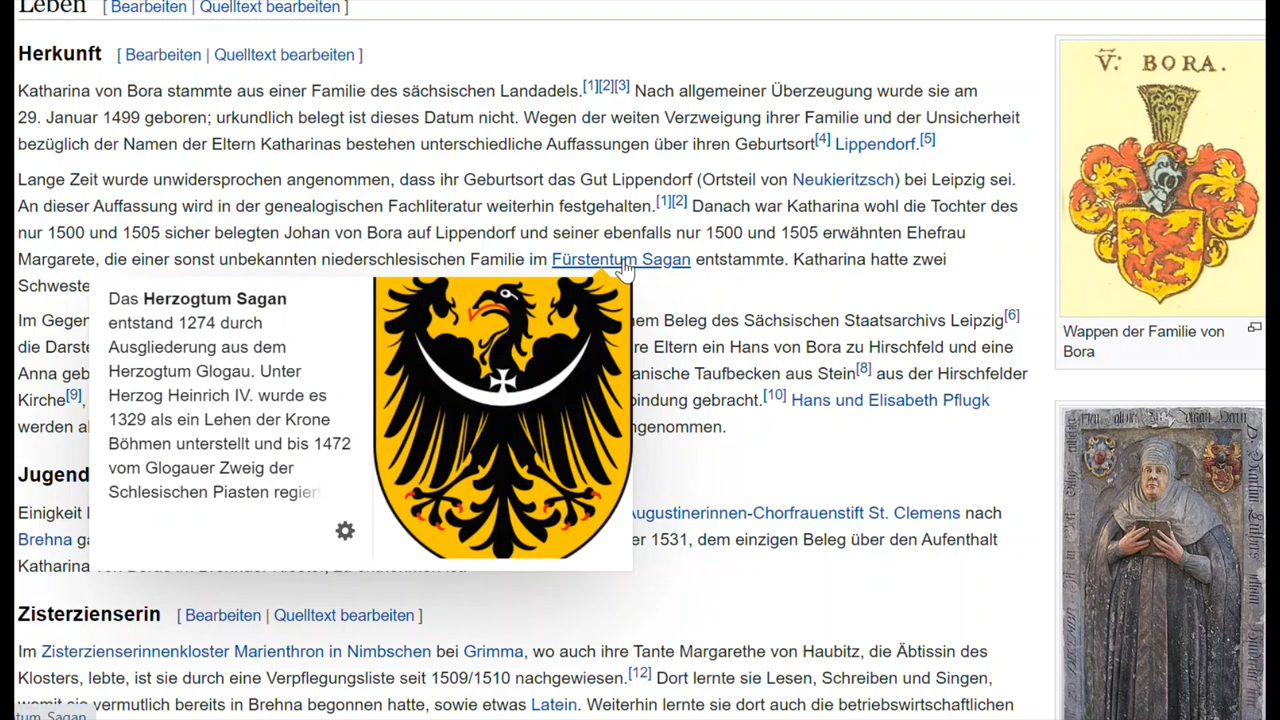 Leben [ Bearbeiten | Quelltext bearbeiten ]
Herkunft [ Bearbeiten | Quelltext bearbeiten ]
Katharina von Bora stammte aus einer Familie des sächsischen Landadels.[1][2][3] Nach allgemeiner Überzeugung wurde sie am
29. Januar 1499 geboren; urkundlich belegt ist dieses Datum nicht. Wegen der weiten Verzweigung ihrer Familie und der Unsicherheit
bezüglich der Namen der Eltern Katharinas bestehen unterschiedliche Auffassungen über ihren Geburtsort[4] Lippendorf.[5]
Lange Zeit wurde unwidersprochen angenommen, dass ihr Geburtsort das Gut Lippendorf (Ortsteil von Neukieritzsch) bei Leipzig sei.
An dieser Auffassung wird in der genealogischen Fachliteratur weiterhin festgehalten.[1][2] Danach war Katharina wohl die Tochter des
nur 1500 und 1505 sicher belegten Johan von Bora auf Lippendorf und seiner ebenfalls nur 1500 und 1505 erwähnten Ehefrau
Margarete, die einer sonst unbekannten niederschlesischen Familie im Fürstentum Sagan entstammte. Katharina hatte zwei
Schweste
Im Gegen
em Beleg des Sächsischen Staatsarchivs Leipzig[6]
die Darste
re Eltern ein Hans von Bora zu Hirschfeld und eine
Anna geb
anische Taufbecken aus Stein[8] aus der Hirschfelder
Kirche[9],
bindung gebracht.[10] Hans und Elisabeth Pflugk
werden a
ngenommen.
Das Herzogtum Sagan
entstand 1274 durch
Ausgliederung aus dem
Herzogtum Glogau. Unter
Herzog Heinrich IV. wurde es
1329 als ein Lehen der Krone
Böhmen unterstellt und bis 1472
vom Glogauer Zweig der
Schlesischen Piasten regiert
Jugend
Einigkeit
Augustinerinnen-Chorfrauenstift St. Clemens nach
Brehna ga
er 1531, dem einzigen Beleg über den Aufenthalt
Katharina
Zisterzienserin [ Bearbeiten | Quelltext bearbeiten ]
Im Zisterzienserinnenkloster Marienthron in Nimbschen bei Grimma, wo auch ihre Tante Margarethe von Haubitz, die Äbtissin des
Klosters, lebte, ist sie durch eine Verpflegungsliste seit 1509/1510 nachgewiesen.[12] Dort lernte sie Lesen, Schreiben und Singen,
womit sie vermutlich bereits in Brehna begonnen hatte, sowie etwas Latein. Weiterhin lernte sie dort auch die betriebswirtschaftlichen
tum_Sagan
V: BORA.
Wappen der Familie von
Bora